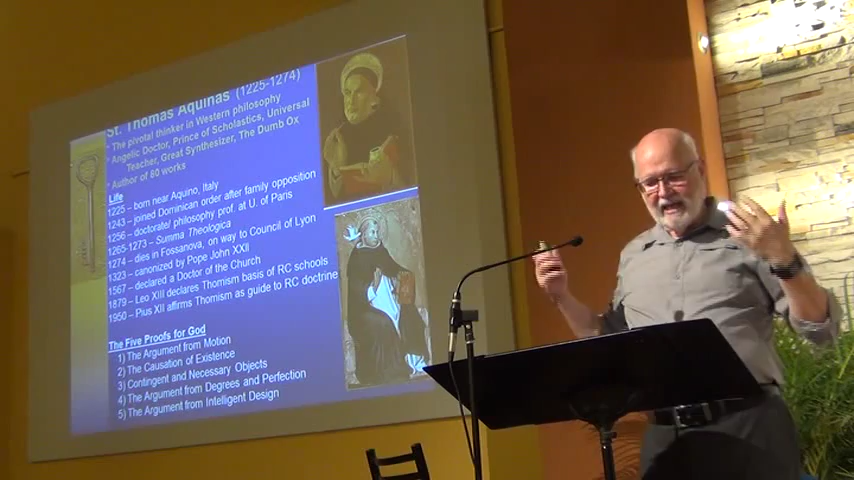 St. Thomas Aquinas (1225-1274)
* The pivotal thinker in Western philosophy
* Angelic Doctor, Prince of Scholastics, Universal
Teacher, Great Synthesizer, The Dumb Ox
* Author of 60 works
Life
1225 – born near Aquino, Italy
1243 – joined Dominican order after family opposition
1256 – doctorate/ philosophy prof. at U. of Paris
1265-1273 – Summa Theologica
1274 – dies in Fossanova, on way to Council of Lyon
1323 – canonized by Pope John XXII
1567 – declared a Doctor of the Church
1879 – Leo XIII declares Thomism basis of RC schools
1950 – Pius XII affirms Thomism as guide to RC doctrine
The Five Proofs for God
1) The Argument from Motion
2) The Causation of Existence
3) Contingent and Necessary Objects
4) The Argument from Degrees and Perfection
5) The Argument from Intelligent Design